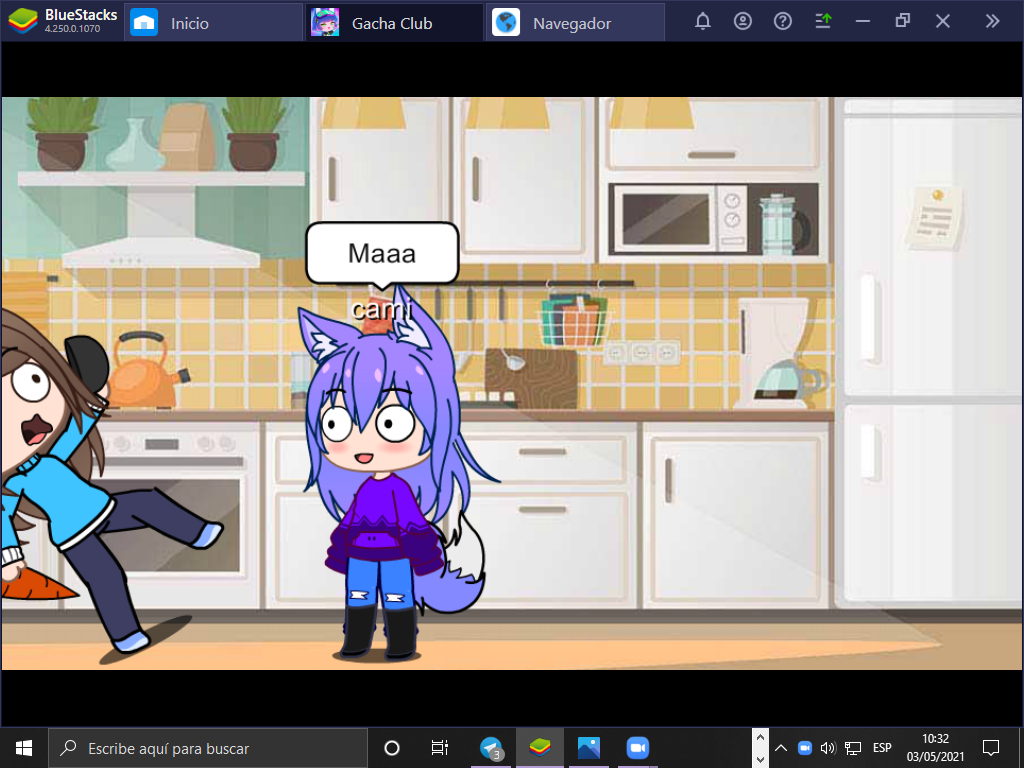 BlueStacks
4.250.0.1070
Inicio
Gacha Club
Navegador
Maaa
cami
Escribe aquí para buscar
3
ESP
10:32
03/05/2021